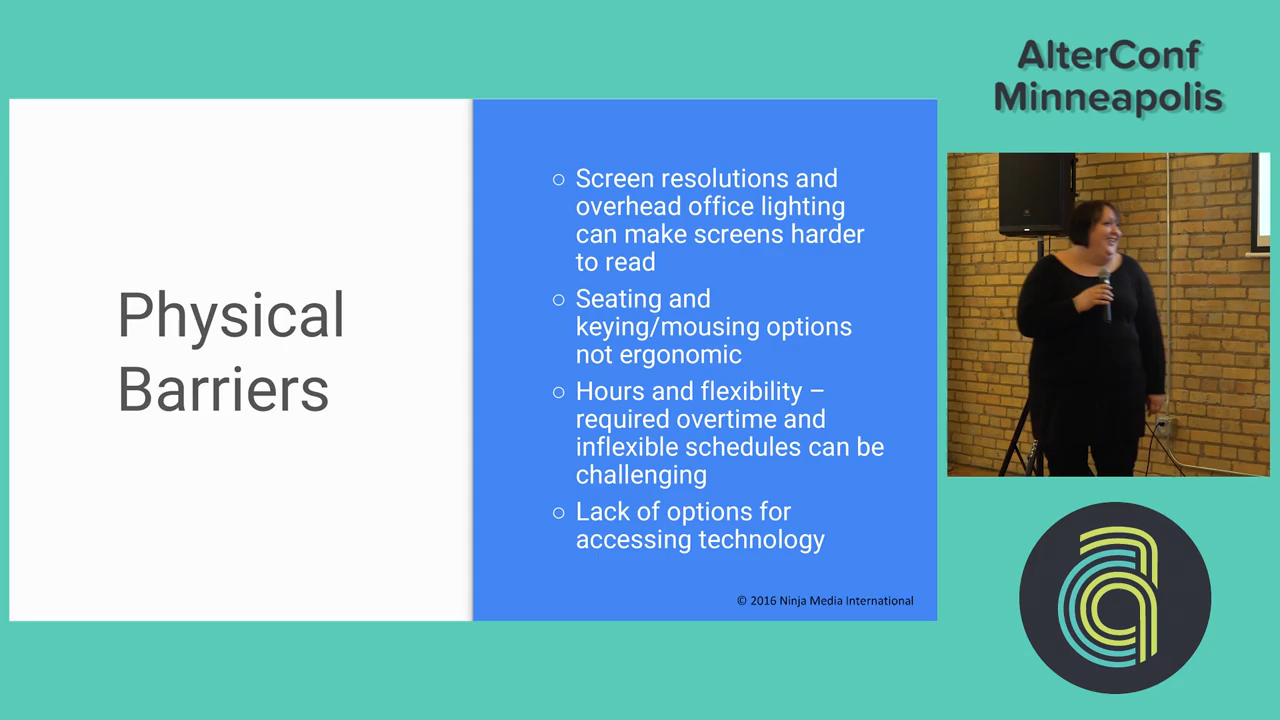 AlterConf
Minneapolis
Physical
Barriers
○ Screen resolutions and
overhead office lighting
can make screens harder
to read
○ Seating and
keying/mousing options
not ergonomic
○ Hours and flexibility –
required overtime and
inflexible schedules can be
challenging
○ Lack of options for
accessing technology
© 2016 Ninja Media International